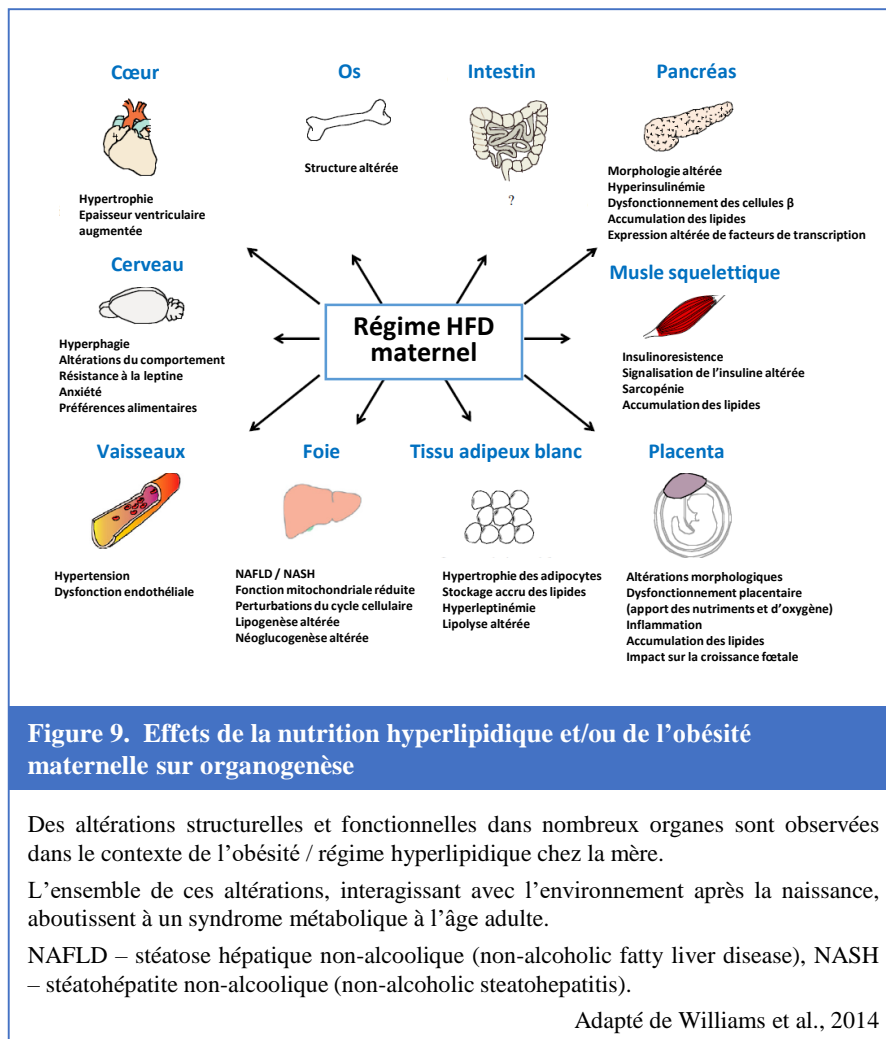 Cœur
Hypertrophie
Epaisseur ventriculaire
augmentée
Os
Structure altérée
Intestin
?
Pancréas
Morphologie altérée
Hyperinsulinémie
Dysfonctionnement des cellules β
Accumulation des lipides
Expression altérée de facteurs de transcription
Cerveau
Hyperphagie
Altérations du comportement
Résistance à la leptine
Anxiété
Préférences alimentaires
Régime HFD
maternel
Musle squelettique
Insulinoresistence
Signalisation de l’insuline altérée
Sarcopénie
Accumulation des lipides
Vaisseaux
Hypertension
Dysfonction endothéliale
Foie
NAFLD / NASH
Fonction mitochondriale réduite
Perturbations du cycle cellulaire
Lipogenèse altérée
Néoglucogenèse altérée
Tissu adipeux blanc
Hypertrophie des adipocytes
Stockage accru des lipides
Hyperleptinémie
Lipolyse altérée
Placenta
Altérations morphologiques
Dysfonctionnement placentaire
(apport des nutriments et d’oxygène)
Inflammation
Accumulation des lipides
Impact sur la croissance fœtale
Figure 9. Effets de la nutrition hyperlipidique et/ou de l’obésité
maternelle sur organogenèse
Des altérations structurelles et fonctionnelles dans nombreux organes sont observées
dans le contexte de l’obésité / régime hyperlipidique chez la mère.
L’ensemble de ces altérations, interagissant avec l’environnement après la naissance,
aboutissent à un syndrome métabolique à l’âge adulte.
NAFLD – stéatose hépatique non-alcoolique (non-alcoholic fatty liver disease), NASH
– stéatohépatite non-alcoolique (non-alcoholic steatohepatitis).
Adapté de Williams et al., 2014